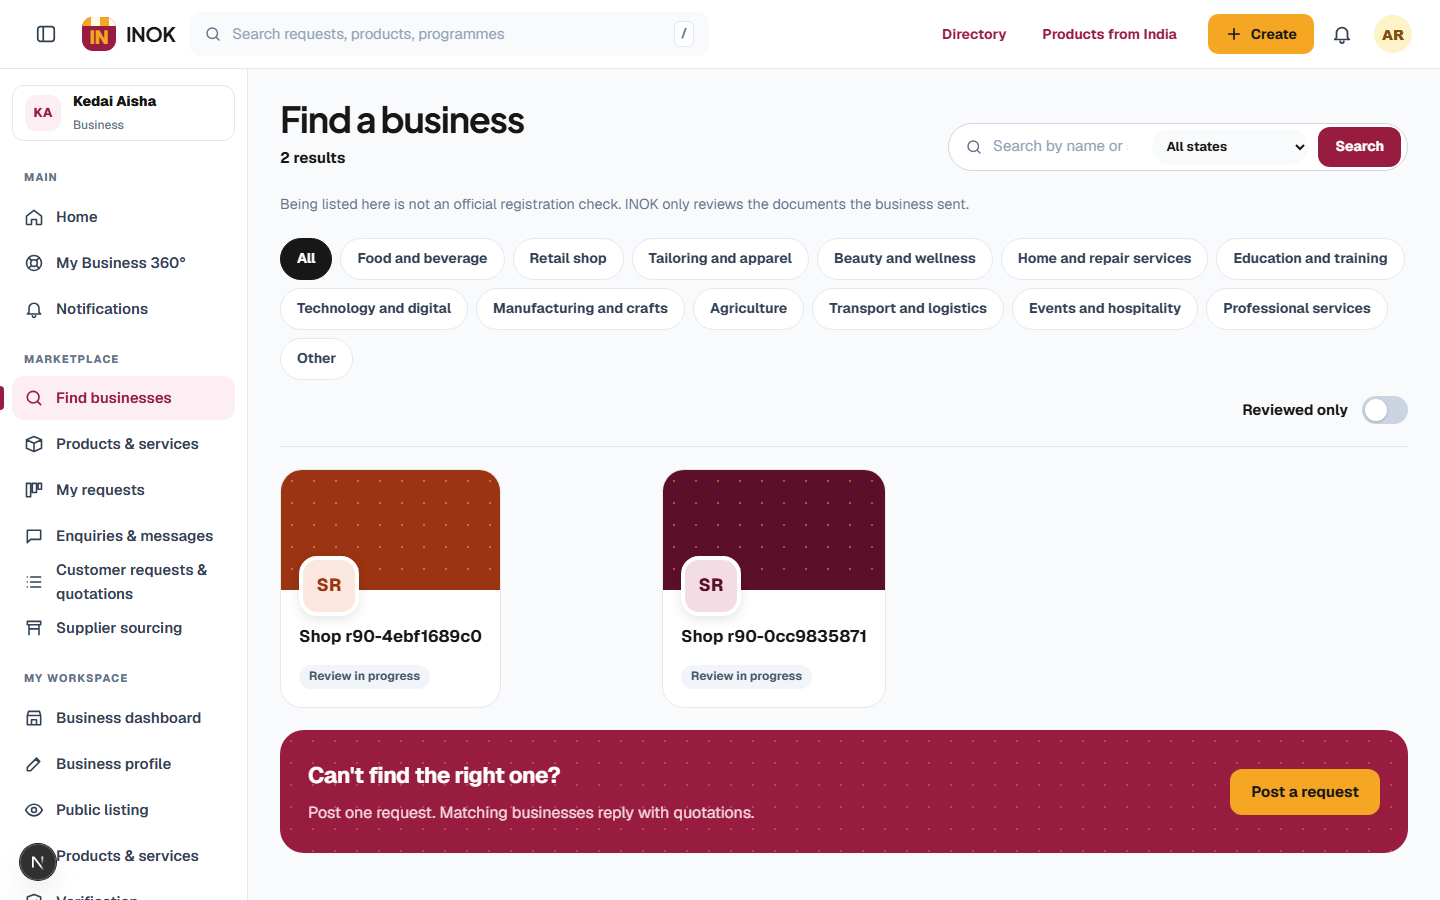 IN INOK
Search requests, products, programmes
/
Directory
Products from India
Create
AR
KA
Kedai Aisha
Business
MAIN
Home
My Business 360°
Notifications
MARKETPLACE
Find businesses
Products & services
My requests
Enquiries & messages
Customer requests &
quotations
Supplier sourcing
MY WORKSPACE
Business dashboard
Business profile
Public listing
N
Products & services
Verification
Find a business
2 results
Search by name or
All states
Search
Being listed here is not an official registration check. INOK only reviews the documents the business sent.
All
Food and beverage
Retail shop
Tailoring and apparel
Beauty and wellness
Home and repair services
Education and training
Technology and digital
Manufacturing and crafts
Agriculture
Transport and logistics
Events and hospitality
Professional services
Other
Reviewed only
SR
Shop r90-4ebf1689c0
Review in progress
SR
Shop r90-0cc9835871
Review in progress
Can't find the right one?
Post one request. Matching businesses reply with quotations.
Post a request